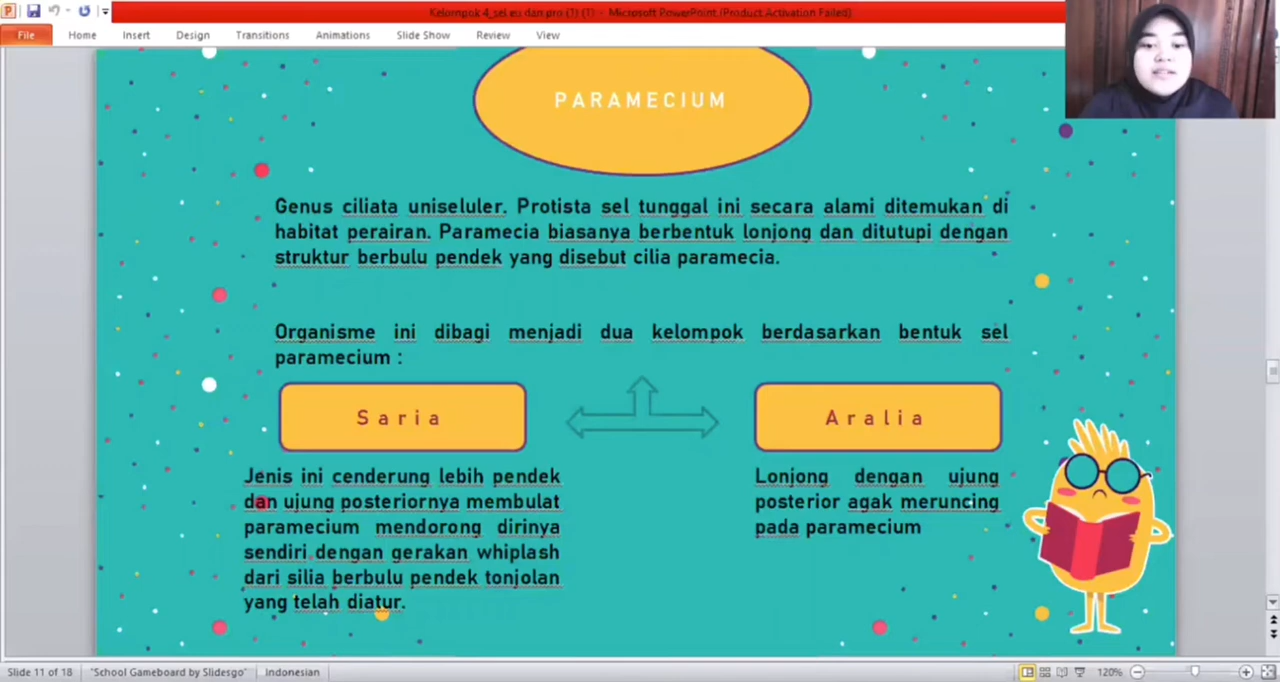 Kelompok 4_sel eu dan pro (1) (1) - Microsoft PowerPoint (Product Activation Failed)
File Home Insert Design Transitions Animations Slide Show Review View
PARAMECIUM
Genus ciliata uniseluler. Protista sel tunggal ini secara alami ditemukan di
habitat perairan. Paramecia biasanya berbentuk lonjong dan ditutupi dengan
struktur berbulu pendek yang disebut cilia paramecia.
Organisme ini dibagi menjadi dua kelompok berdasarkan bentuk sel
paramecium :
Saria
Jenis ini cenderung lebih pendek
dan ujung posteriornya membulat
paramecium mendorong dirinya
sendiri dengan gerakan whiplash
dari silia berbulu pendek tonjolan
yang telah diatur.
Aralia
Lonjong dengan ujung
posterior agak meruncing
pada paramecium
Slide 11 of 18 "School Gameboard by Slidesgo" Indonesian 120%